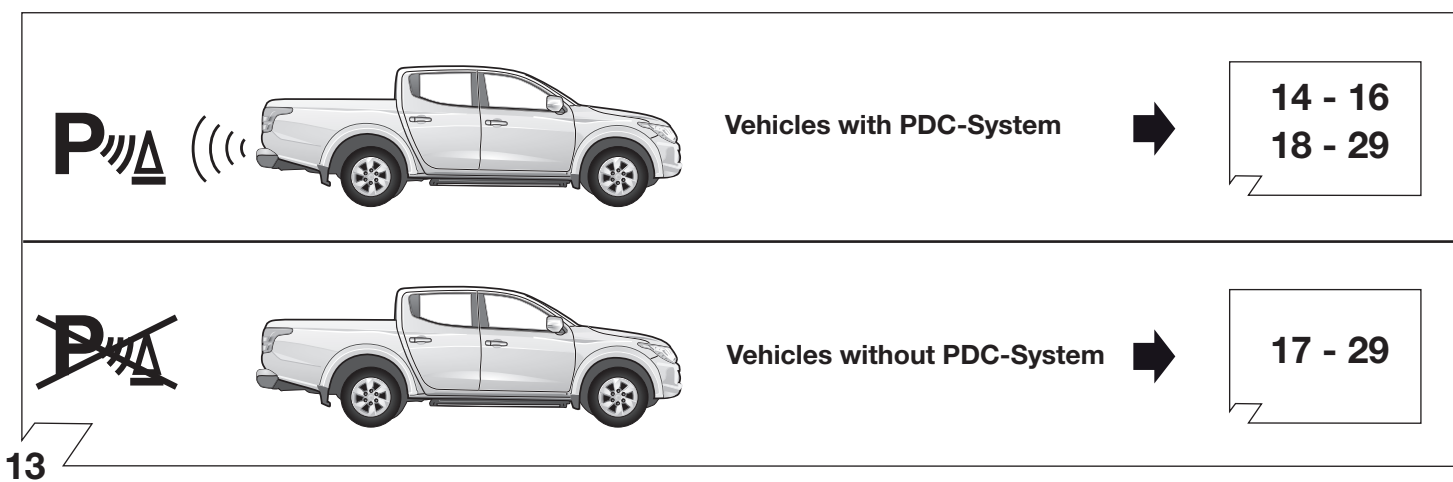 P
Vehicles with PDC-System
14 - 16
18 - 29
P
Vehicles without PDC-System
17 - 29
13